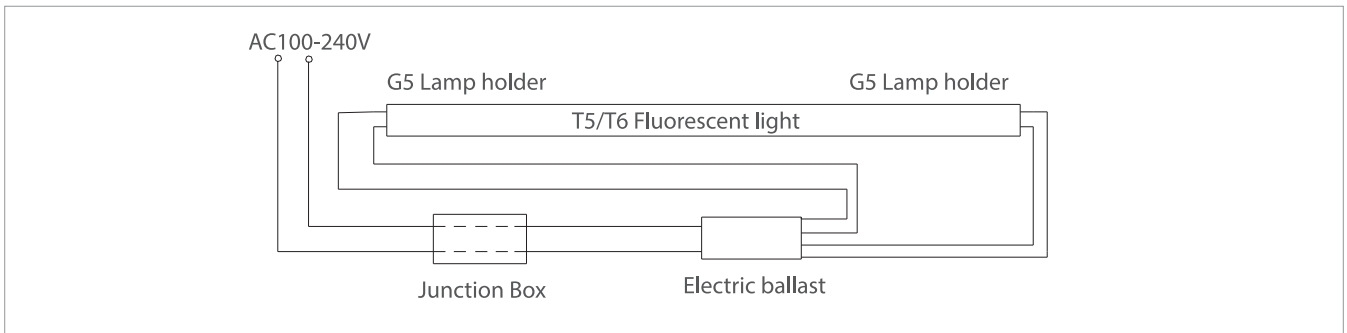 AC100-240V
G5 Lamp holder
G5 Lamp holder
T5/T6 Fluorescent light
Junction Box
Electric ballast